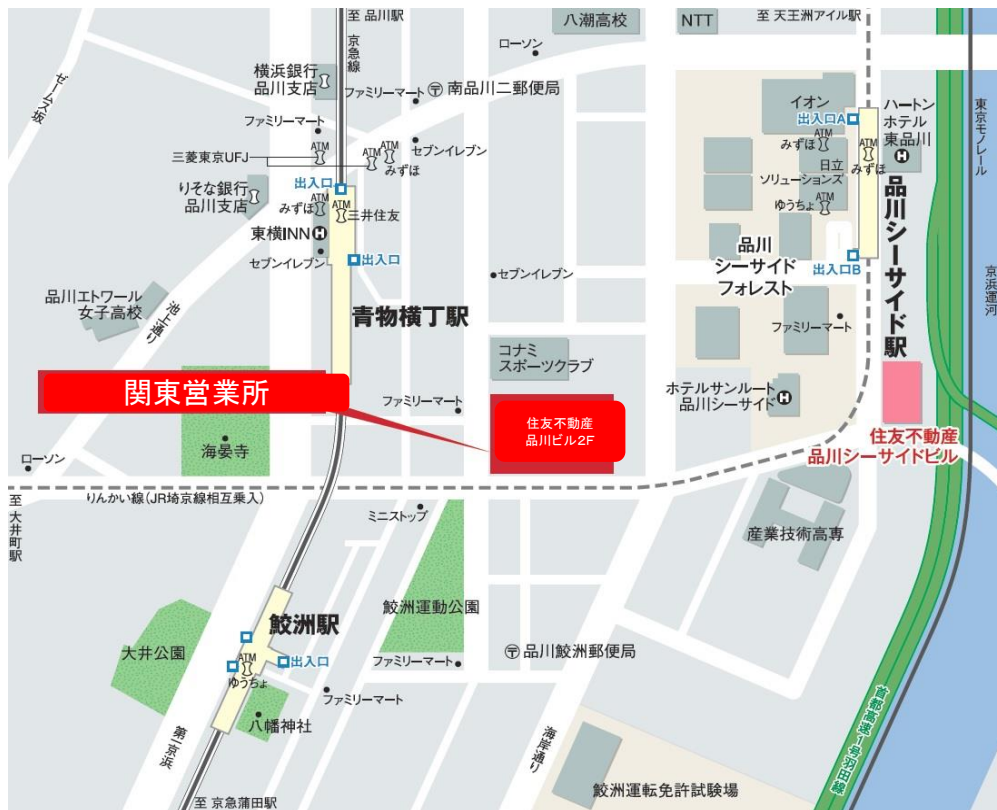 至 品川駅
京急線
八潮高校
NTT
至 天王洲アイル駅
ローソン
ゼームス坂
横浜銀行
品川支店
ファミリーマート
〒南品川二郵便局
イオン
出入口A
ハートン
ホテル
東品川
H
東京モノレール
ファミリーマート
ATM
みずほ
ATM
みずほ
三菱東京UFJ
ATM
ATM
ATM
みずほ
セブンイレブン
日立
ソリューションズ
りそな銀行
品川支店
出入口
ATM
みずほ
ATM
三井住友
ゆうちょ
ATM
品川シーサイド駅
東横INN
H
セブンイレブン
出入口
セブンイレブン
品川
シーサイド
フォレスト
出入口B
京浜運河
品川エトワール
女子高校
池上通り
青物横丁駅
ファミリーマート
コナミ
スポーツクラブ
関東営業所
ファミリーマート
住友不動産
品川ビル2F
ホテルサンルート
品川シーサイド
H
住友不動産
品川シーサイドビル
海晏寺
ローソン
りんかい線(JR埼京線相互乗入)
至 大井町駅
ミニストップ
産業技術高専
鮫洲運動公園
鮫洲駅
大井公園
ATM
ゆうちょ
出入口
ファミリーマート
〒品川鮫洲郵便局
ファミリーマート
八幡神社
第一京浜
海岸通り
首都高速1号羽田線
鮫洲運転免許試験場
至 京急蒲田駅